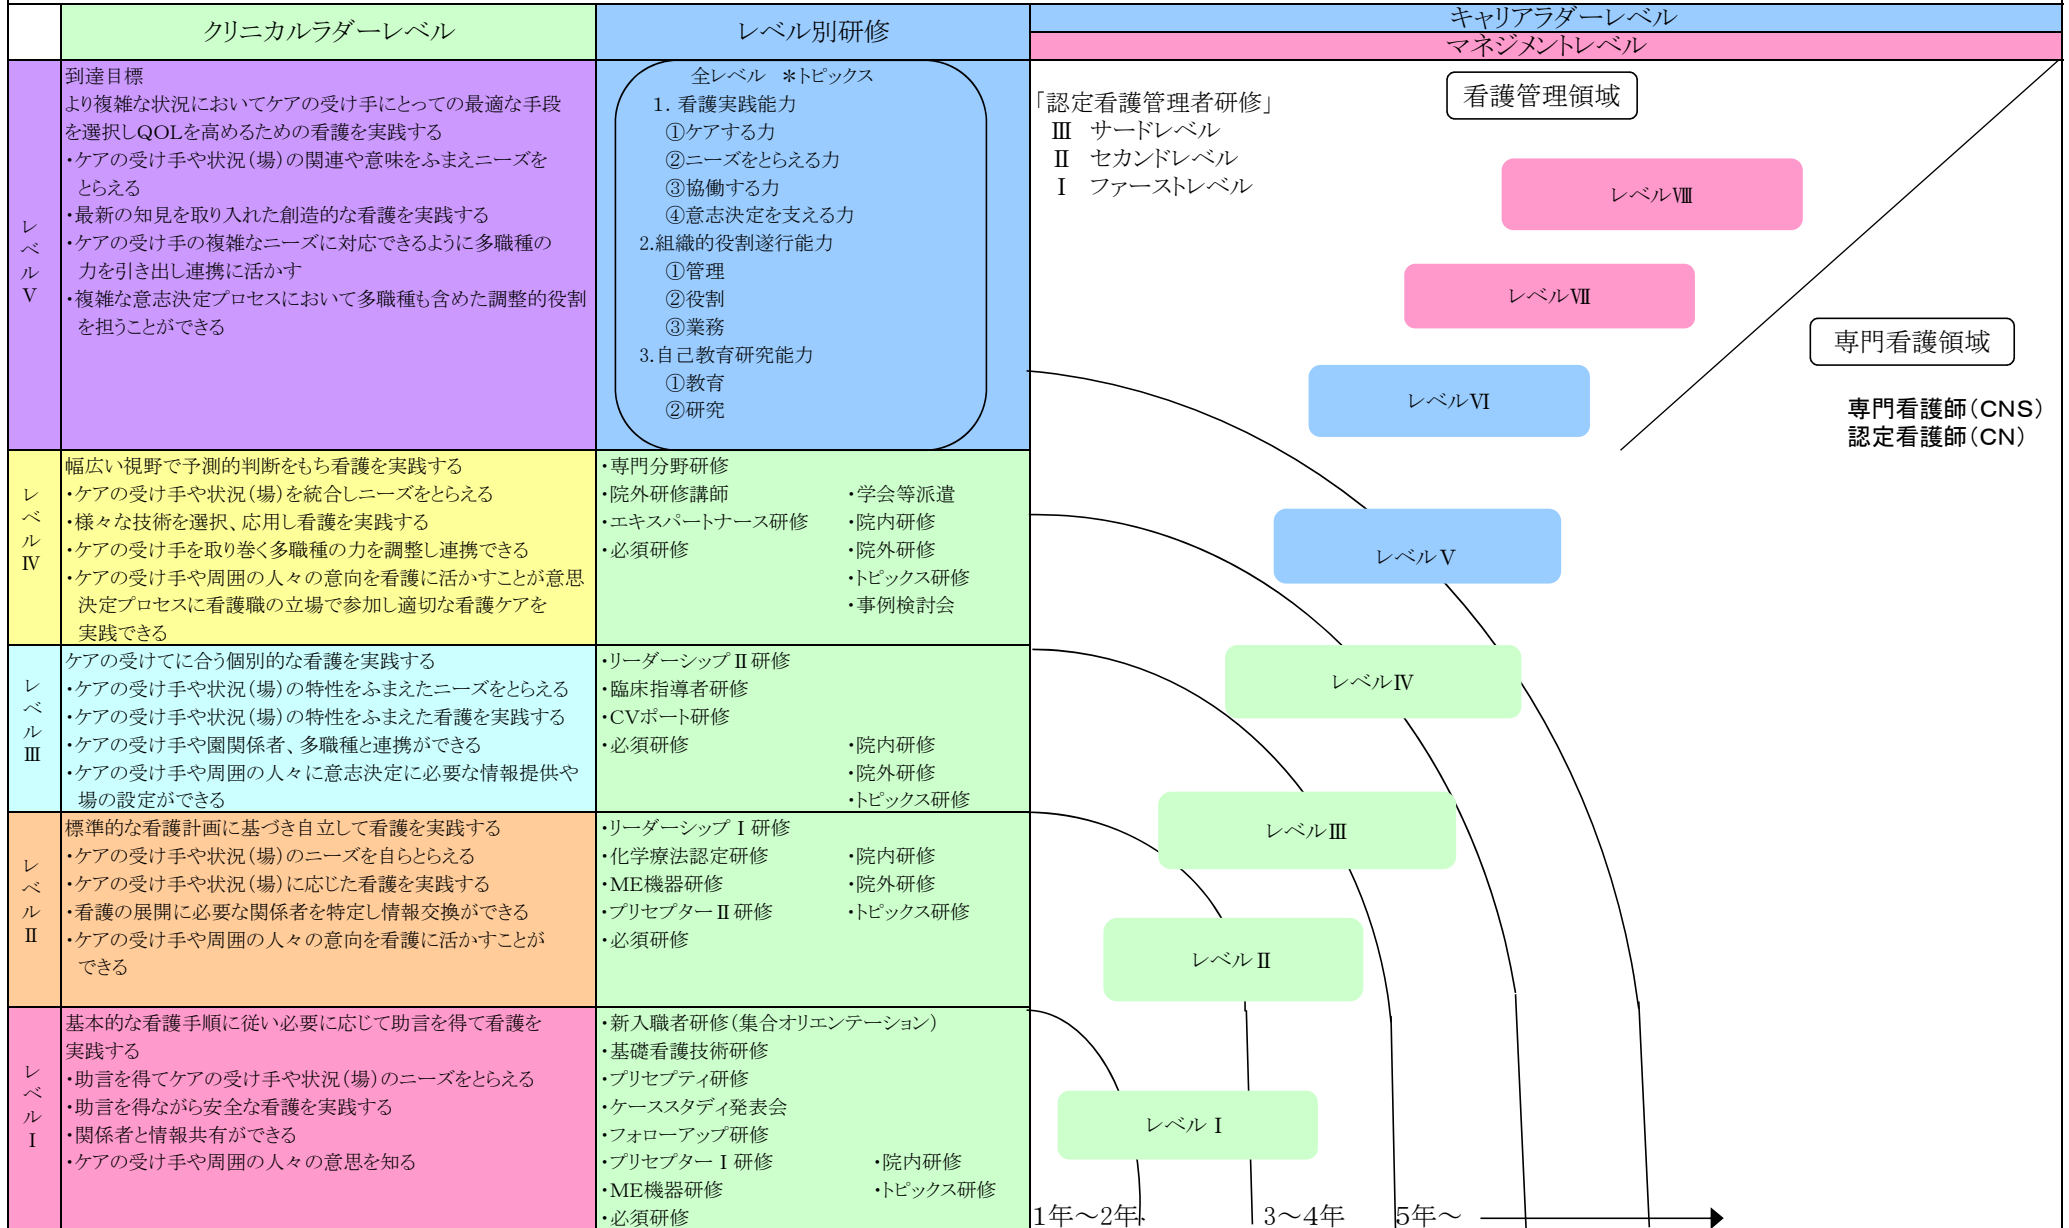 クリニカルラダーレベル
レベル別研修
キャリアラダーレベル
マネジメントレベル
レベルⅤ
到達目標
より複雑な状況においてケアの受け手にとっての最適な手段
を選択しQOLを高めるための看護を実践する
・ケアの受け手や状況(場)の関連や意味をふまえニーズを
とらえる
・最新の知見を取り入れた創造的な看護を実践する
・ケアの受け手の複雑なニーズに対応できるように多職種の
力を引き出し連携に活かす
・複雑な意志決定プロセスにおいて多職種も含めた調整的役割
を担うことができる
全レベル ＊トピックス
1. 看護実践能力
①ケアする力
②ニーズをとらえる力
③協働する力
④意志決定を支える力
2.組織的役割遂行能力
①管理
②役割
③業務
3.自己教育研究能力
①教育
②研究
「認定看護管理者研修」
Ⅲ サードレベル
Ⅱ セカンドレベル
Ⅰ ファーストレベル
看護管理領域
レベルⅧ
レベルⅦ
専門看護領域
レベルⅥ
専門看護師(CNS)
認定看護師(CN)
レベルⅣ
幅広い視野で予測的判断をもち看護を実践する
・ケアの受け手や状況(場)を統合しニーズをとらえる
・様々な技術を選択、応用し看護を実践する
・ケアの受け手を取り巻く多職種の力を調整し連携できる
・ケアの受け手や周囲の人々の意向を看護に活かすことが意思
決定プロセスに看護職の立場で参加し適切な看護ケアを
実践できる
・専門分野研修
・院外研修講師 ・学会等派遣
・エキスパートナース研修 ・院内研修
・必須研修 ・院外研修
・トピックス研修
・事例検討会
レベルⅤ
レベルⅢ
ケアの受けてに合う個別的な看護を実践する
・ケアの受け手や状況(場)の特性をふまえたニーズをとらえる
・ケアの受け手や状況(場)の特性をふまえた看護を実践する
・ケアの受け手や園関係者、多職種と連携ができる
・ケアの受け手や周囲の人々に意志決定に必要な情報提供や
場の設定ができる
・リーダーシップⅡ研修
・臨床指導者研修
・CVポート研修
・必須研修 ・院内研修
・院外研修
・トピックス研修
レベルⅣ
レベルⅡ
標準的な看護計画に基づき自立して看護を実践する
・ケアの受け手や状況(場)のニーズを自らとらえる
・ケアの受け手や状況(場)に応じた看護を実践する
・看護の展開に必要な関係者を特定し情報交換ができる
・ケアの受け手や周囲の人々の意向を看護に活かすことが
できる
・リーダーシップⅠ研修
・化学療法認定研修 ・院内研修
・ME機器研修 ・院外研修
・プリセプターⅡ研修 ・トピックス研修
・必須研修
レベルⅢ
レベルⅡ
レベルⅠ
基本的な看護手順に従い必要に応じて助言を得て看護を
実践する
・助言を得てケアの受け手や状況(場)のニーズをとらえる
・助言を得ながら安全な看護を実践する
・関係者と情報共有ができる
・ケアの受け手や周囲の人々の意思を知る
・新入職者研修(集合オリエンテーション)
・基礎看護技術研修
・プリセプティ研修
・ケーススタディ発表会
・フォローアップ研修
・プリセプターⅠ研修 ・院内研修
・ME機器研修 ・トピックス研修
・必須研修
レベルⅠ
1年～2年 3～4年 5年～